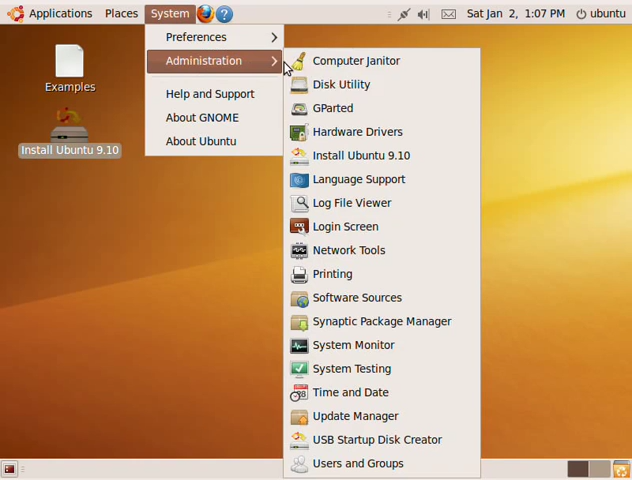 Applications Places System Sat Jan 2, 1:07 PM ubuntu
Preferences
Administration
Help and Support
About GNOME
About Ubuntu
Computer Janitor
Disk Utility
GParted
Hardware Drivers
Install Ubuntu 9.10
Language Support
Log File Viewer
Login Screen
Network Tools
Printing
Software Sources
Synaptic Package Manager
System Monitor
System Testing
Time and Date
Update Manager
USB Startup Disk Creator
Users and Groups
Examples
Install Ubuntu 9.10